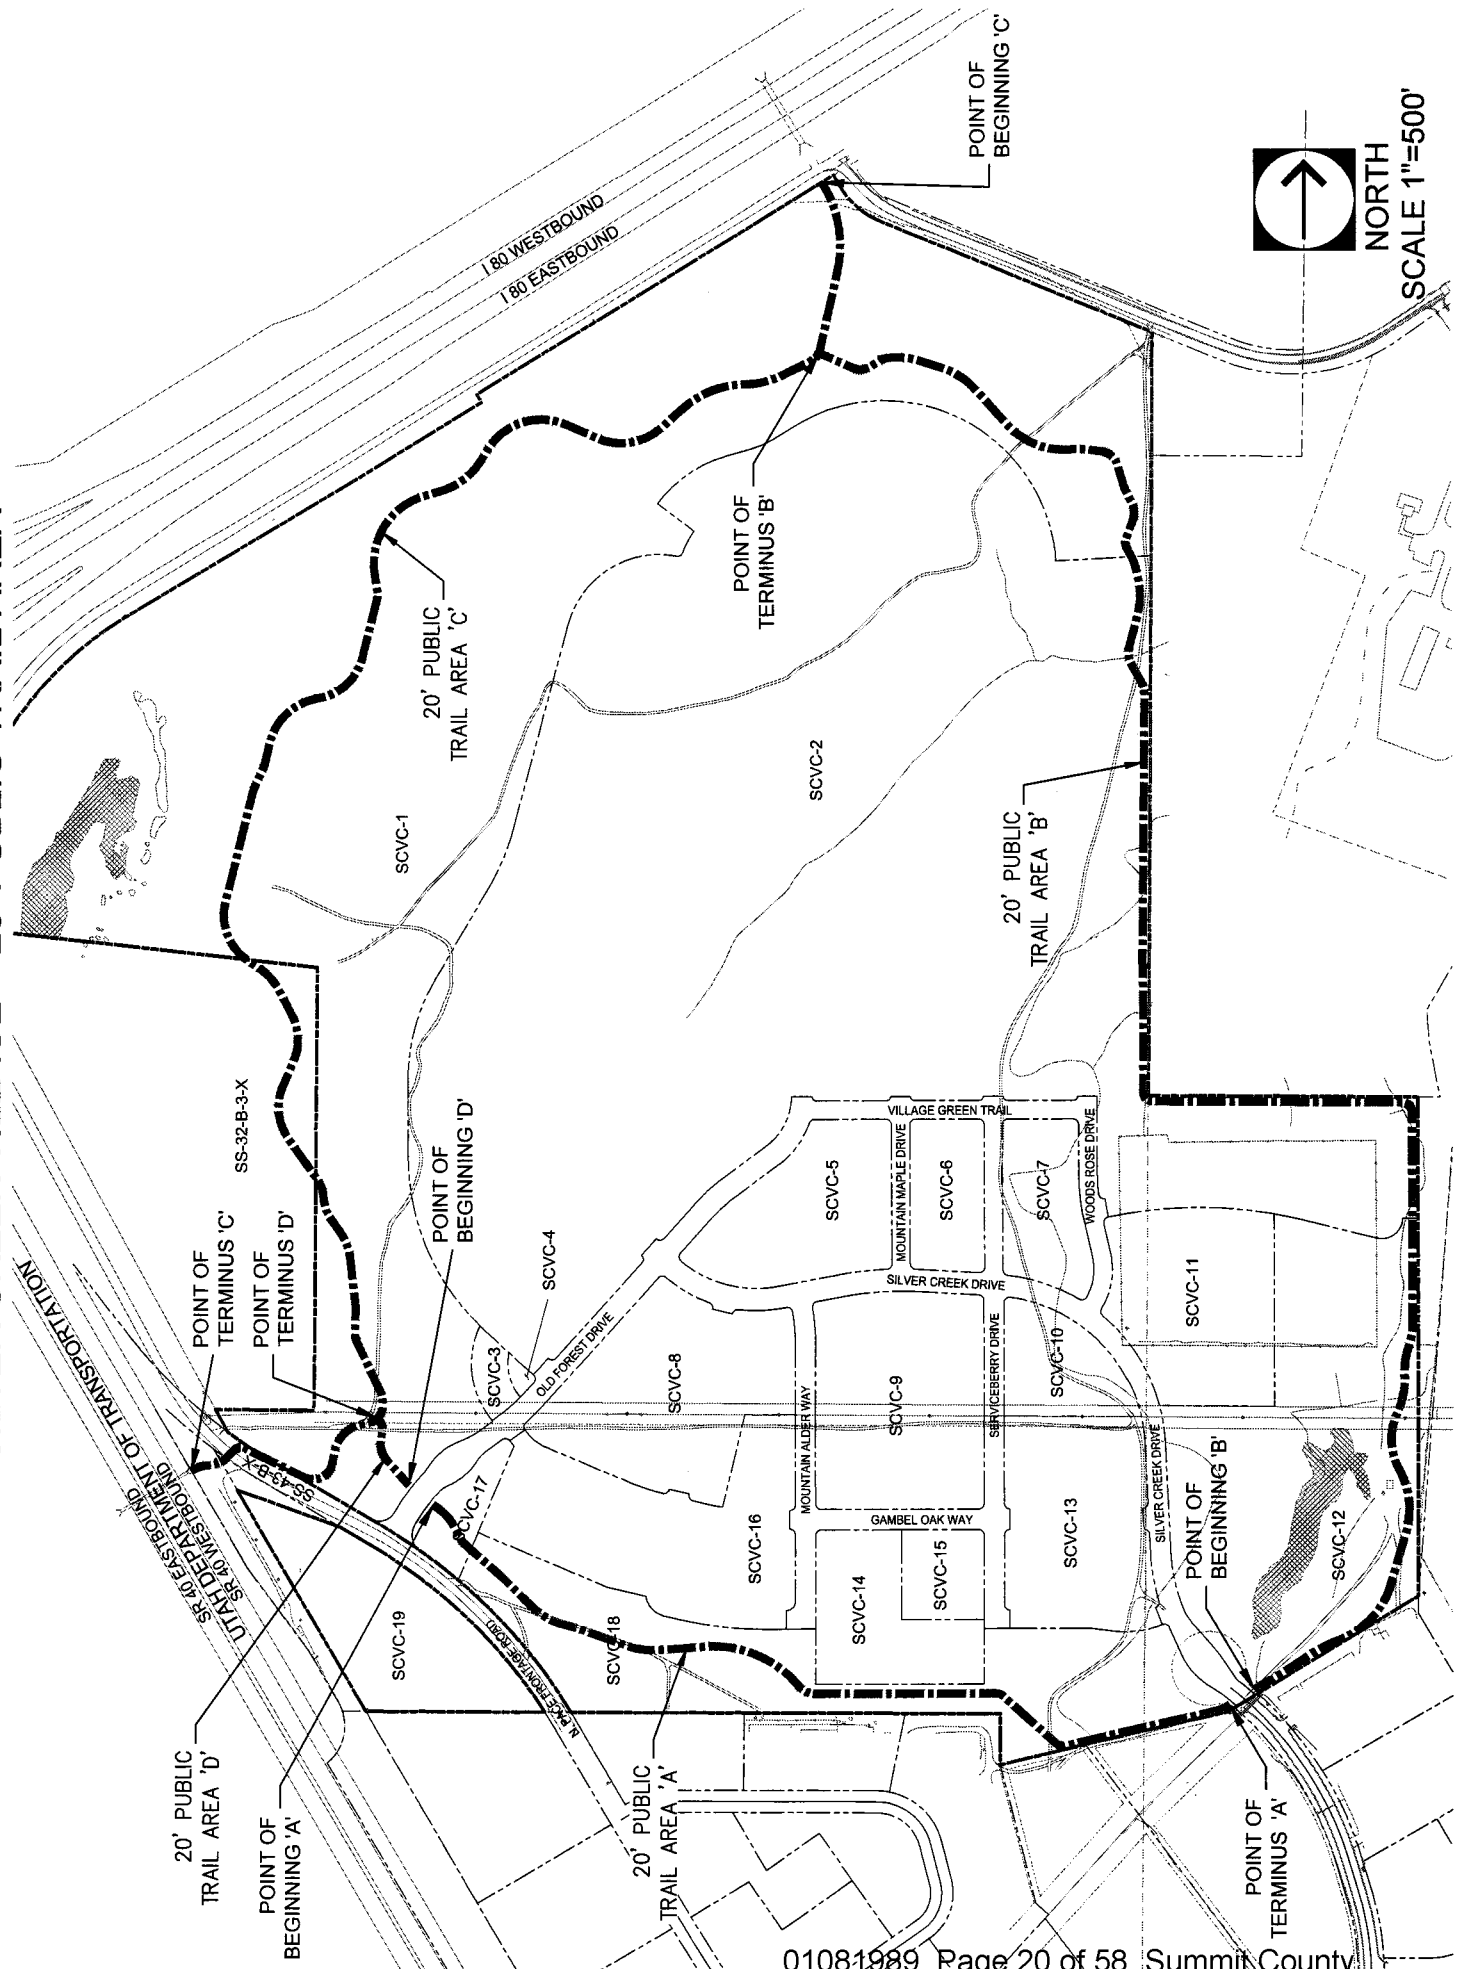 I 80 WESTBOUND
I 80 EASTBOUND
POINT OF
BEGINNING 'C'
NORTH
SCALE 1"=500'
POINT OF
TERMINUS 'B'
20' PUBLIC
TRAIL AREA 'C'
SCVC-1
SCVC-2
20' PUBLIC
TRAIL AREA 'B'
SS-32-B-3-X
POINT OF
TERMINUS 'C'
POINT OF
TERMINUS 'D'
POINT OF
BEGINNING 'D'
UTAH DEPARTMENT OF TRANSPORTATION
SR 40 EASTBOUND
SR 40 WESTBOUND
SS-43-B-X
SCVC-3
SCVC-4
OLD FOREST DRIVE
SCVC-5
MOUNTAIN MAPLE DRIVE
SCVC-6
VILLAGE GREEN TRAIL
SCVC-7
WOODS ROSE DRIVE
SILVER CREEK DRIVE
SCVC-8
MOUNTAIN ALDER WAY
SCVC-9
SERVICEBERRY DRIVE
SCVC-10
SCVC-11
SCVC-12
SILVER CREEK DRIVE
SCVC-13
GAMBEL OAK WAY
SCVC-14
SCVC-15
SCVC-16
SCVC-17
SCVC-18
SCVC-19
N PACE FRONTAGE ROAD
POINT OF
BEGINNING 'B'
20' PUBLIC
TRAIL AREA 'D'
POINT OF
BEGINNING 'A'
20' PUBLIC
TRAIL AREA 'A'
POINT OF
TERMINUS 'A'
01081989 Page 20 of 58 Summit County